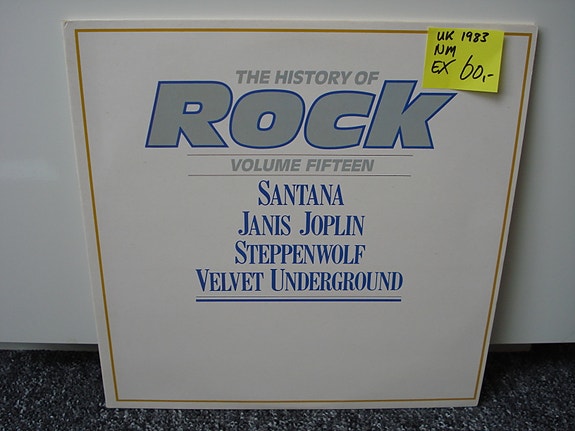 UK 1983
NM
EX 60,-
THE HISTORY OF
ROCK
VOLUME FIFTEEN
SANTANA
JANIS JOPLIN
STEPPENWOLF
VELVET UNDERGROUND